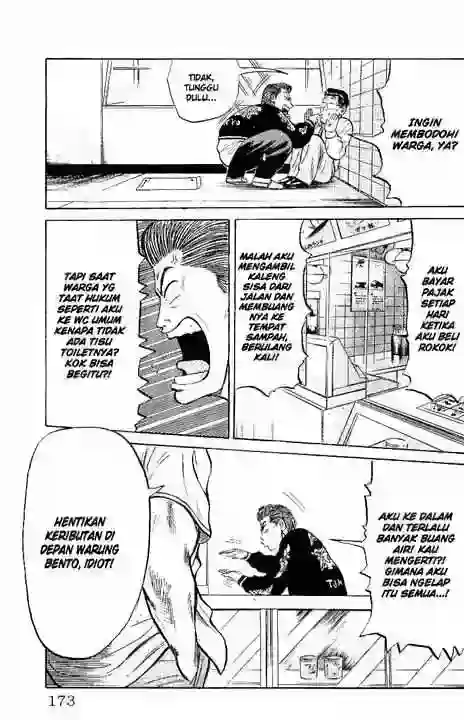 INGIN
MEMBODOHI
WARGA, YA?
TIDAK,
TUNGGU
DULU...
AKU
BAYAR
PAJAK
SETIAP
HARI
KETIKA
AKU BELI
ROKOK!
MALAH AKU
MENGAMBIL
KALENG
SISA DARI
JALAN DAN
MEMBUANG
NYA KE
TEMPAT
SAMPAH,
BERULANG
KALI!
TAPI SAAT
WARGA YG
TAAT HUKUM
SEPERTI AKU
KE WC UMUM
KENAPA TIDAK
ADA TISU
TOILETNYA?
KOK BISA
BEGITU?!
AKU KE DALAM
DAN TERLALU
BANYAK BUANG
AIR! KAU
MENGERTI?!
GIMANA AKU
BISA NGELAP
ITU SEMUA...!
HENTIKAN
KERIBUTAN DI
DEPAN WARUNG
BENTO, IDIOT!
173